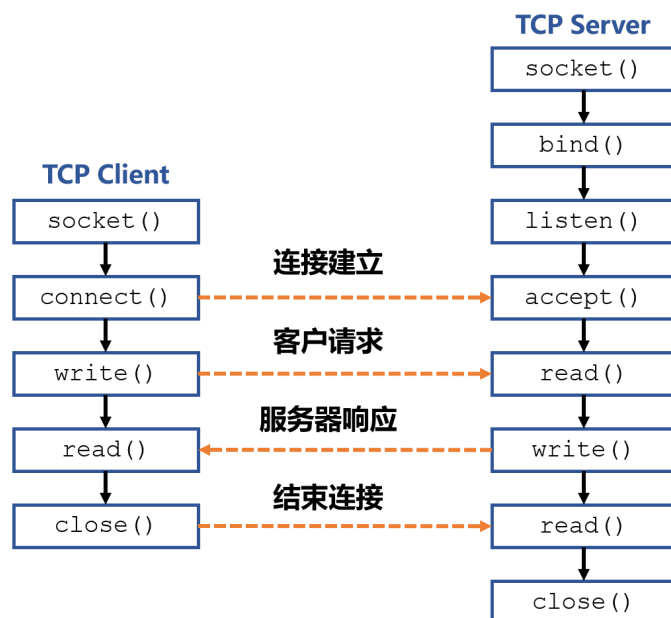 TCP Server
socket()
bind()
TCP Client
socket()
listen()
连接建立
connect()
accept()
客户请求
write()
read()
服务器响应
read()
write()
结束连接
close()
read()
close()